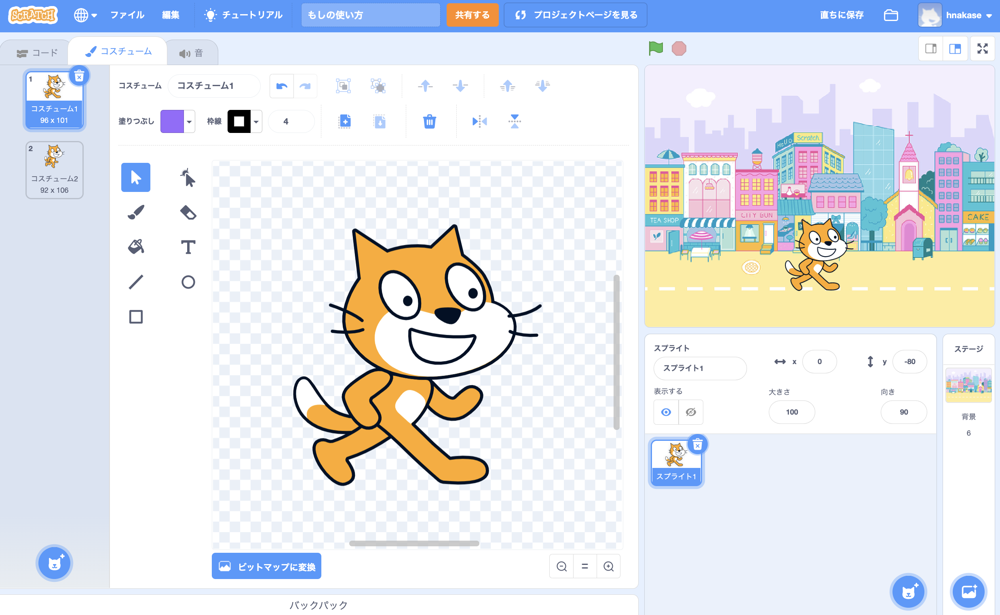 SCRATCH
ファイル
編集
チュートリアル
もしの使い方
共有する
プロジェクトページを見る
直ちに保存
hnakase
コード
コスチューム
音
1
コスチューム1
96 x 101
2
コスチューム2
92 x 106
コスチューム
コスチューム1
塗りつぶし
枠線
4
T
ビットマップに変換
バックパック
HELLO
Scratch
TEA SHOP
CITY BUN
CAKE
スプライト
スプライト1
x
0
y
-80
表示する
大きさ
100
向き
90
スプライト1
ステージ
背景
6